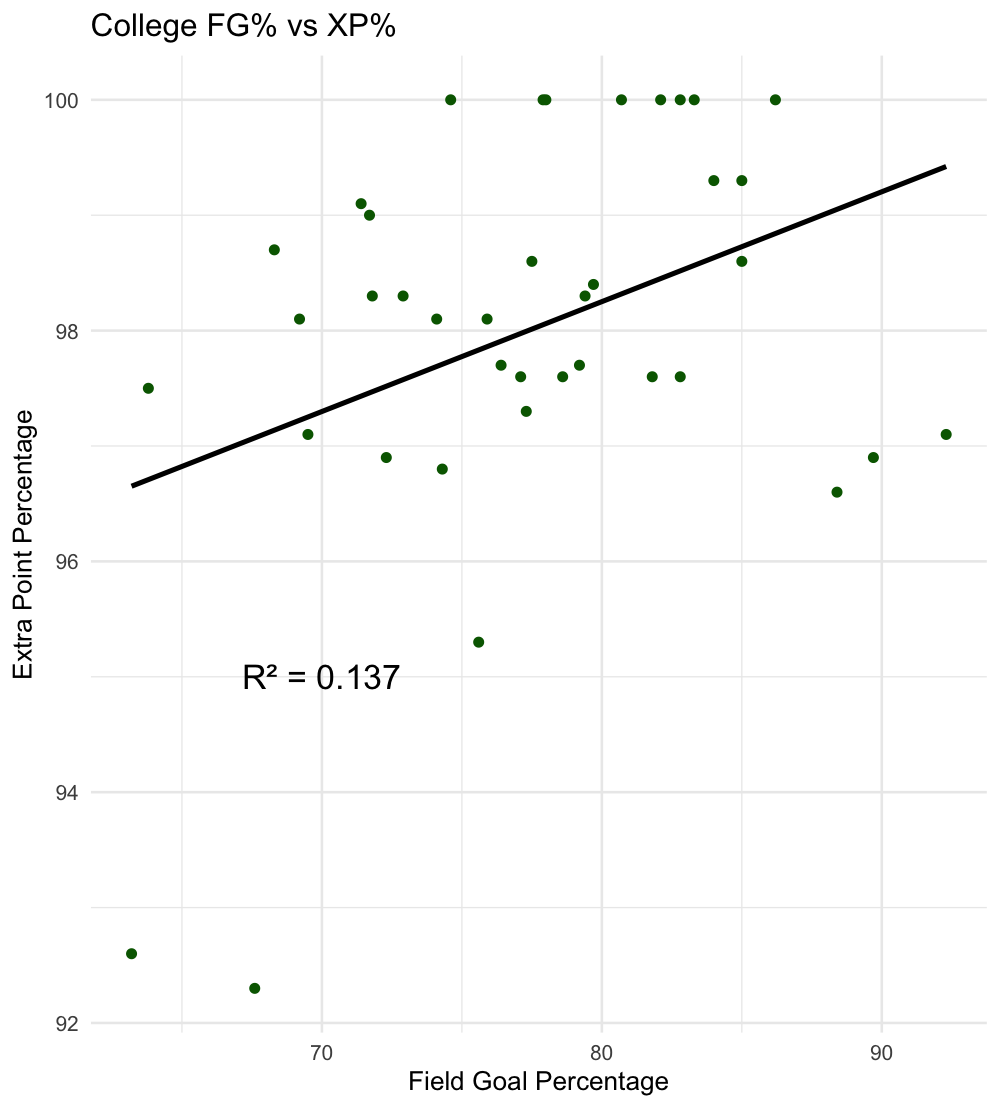 College FG% vs XP%
100
98
96
94
92
Extra Point Percentage
R² = 0.137
70 80 90
Field Goal Percentage